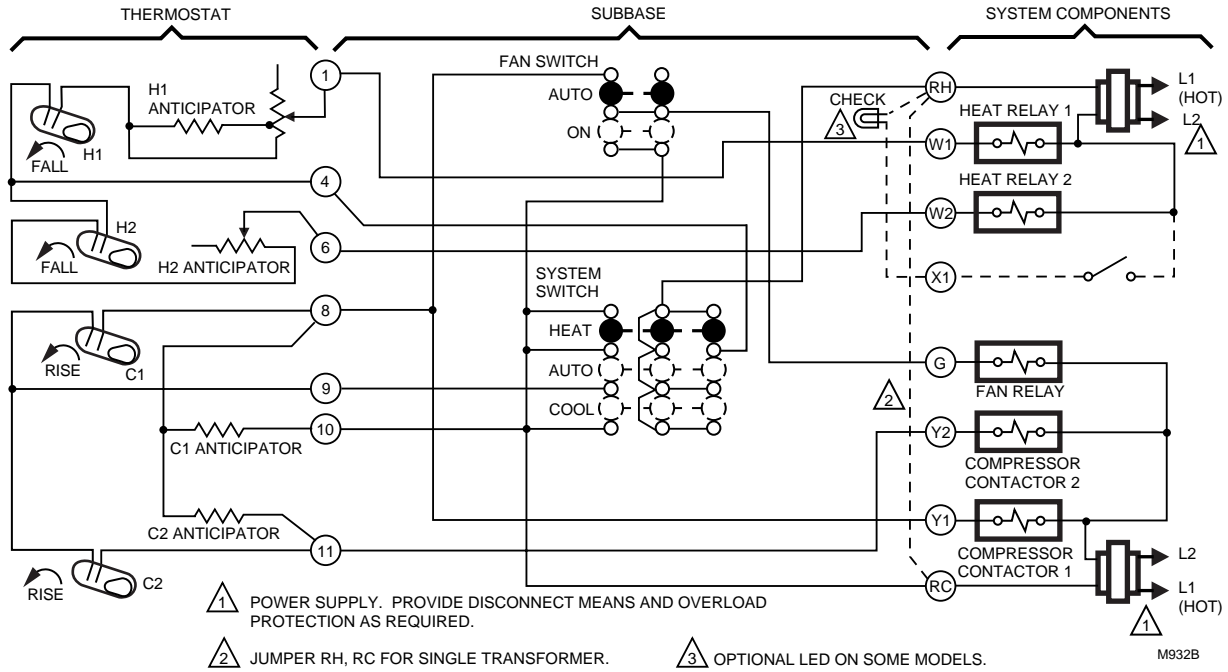 THERMOSTAT
SUBBASE
SYSTEM COMPONENTS
H1
ANTICIPATOR
1
FAN SWITCH
AUTO
ON
CHECK
3
RH
L1
(HOT)
L2
1
HEAT RELAY 1
W1
HEAT RELAY 2
W2
FALL
H1
4
H2
FALL
H2 ANTICIPATOR
6
X1
SYSTEM
SWITCH
HEAT
AUTO
COOL
8
RISE
C1
9
10
C1 ANTICIPATOR
G
FAN RELAY
2
Y2
COMPRESSOR
CONTACTOR 2
C2 ANTICIPATOR
11
Y1
COMPRESSOR
CONTACTOR 1
RISE
C2
RC
L2
L1
(HOT)
1
1 POWER SUPPLY. PROVIDE DISCONNECT MEANS AND OVERLOAD
PROTECTION AS REQUIRED.
2 JUMPER RH, RC FOR SINGLE TRANSFORMER.
3 OPTIONAL LED ON SOME MODELS.
M932B